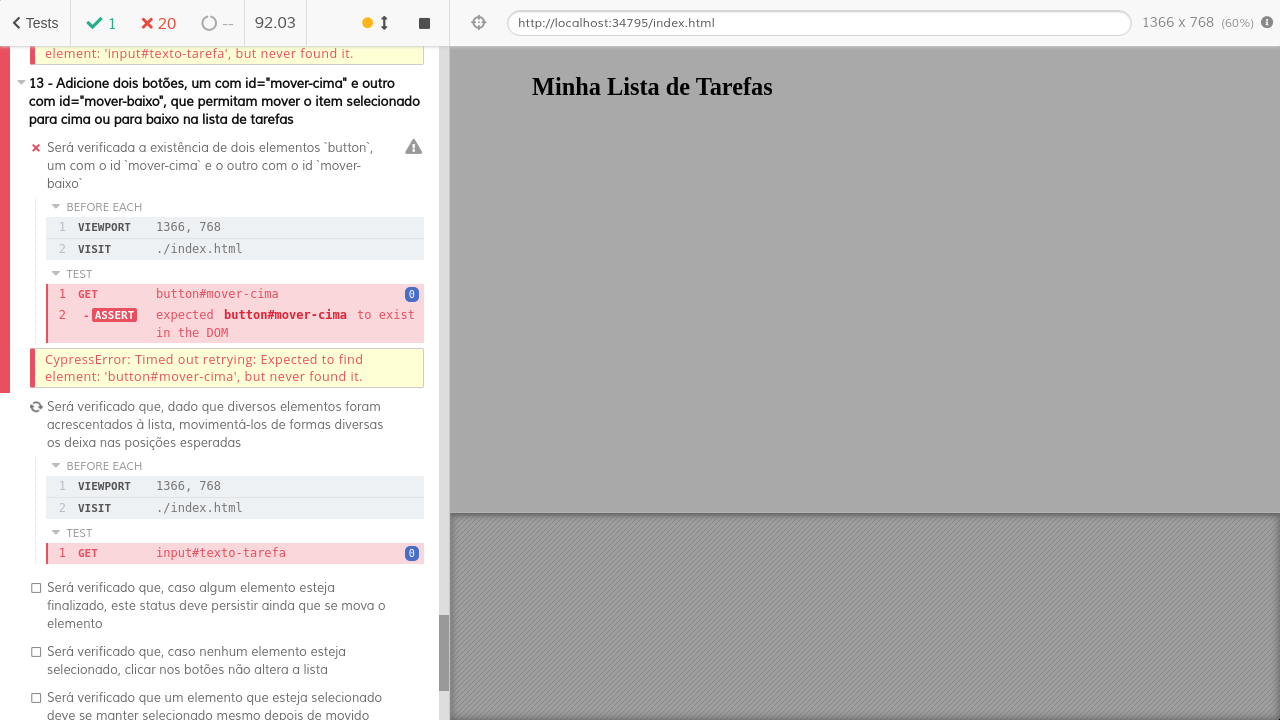 Tests
1
20
--
92.03
http://localhost:34795/index.html
1366 x 768 (60%)
element: 'input#texto-tarefa', but never found it.
13 - Adicione dois botões, um com id="mover-cima" e outro
com id="mover-baixo", que permitam mover o item selecionado
para cima ou para baixo na lista de tarefas
Será verificada a existência de dois elementos `button`,
um com o id `mover-cima` e o outro com o id `mover-
baixo`
BEFORE EACH
1 VIEWPORT 1366, 768
2 VISIT ./index.html
TEST
1 GET button#mover-cima 0
2 -ASSERT expected button#mover-cima to exist
in the DOM
CypressError: Timed out retrying: Expected to find
element: 'button#mover-cima', but never found it.
Será verificado que, dado que diversos elementos foram
acrescentados à lista, movimentá-los de formas diversas
os deixa nas posições esperadas
BEFORE EACH
1 VIEWPORT 1366, 768
2 VISIT ./index.html
TEST
1 GET input#texto-tarefa 0
Será verificado que, caso algum elemento esteja
finalizado, este status deve persistir ainda que se mova o
elemento
Será verificado que, caso nenhum elemento esteja
selecionado, clicar nos botões não altera a lista
Será verificado que um elemento que esteja selecionado
deve se manter selecionado mesmo depois de movido
Minha Lista de Tarefas